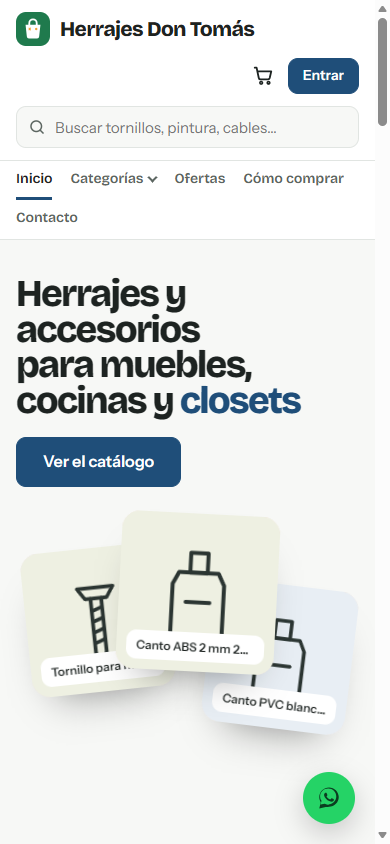 Herrajes Don Tomás
Entrar
Buscar tornillos, pintura, cables...
Inicio
Categorías
Ofertas
Cómo comprar
Contacto
Herrajes y
accesorios
para muebles,
cocinas y closets
Ver el catálogo
Tornillo para
Canto ABS 2 mm 2...
Canto PVC blanc...